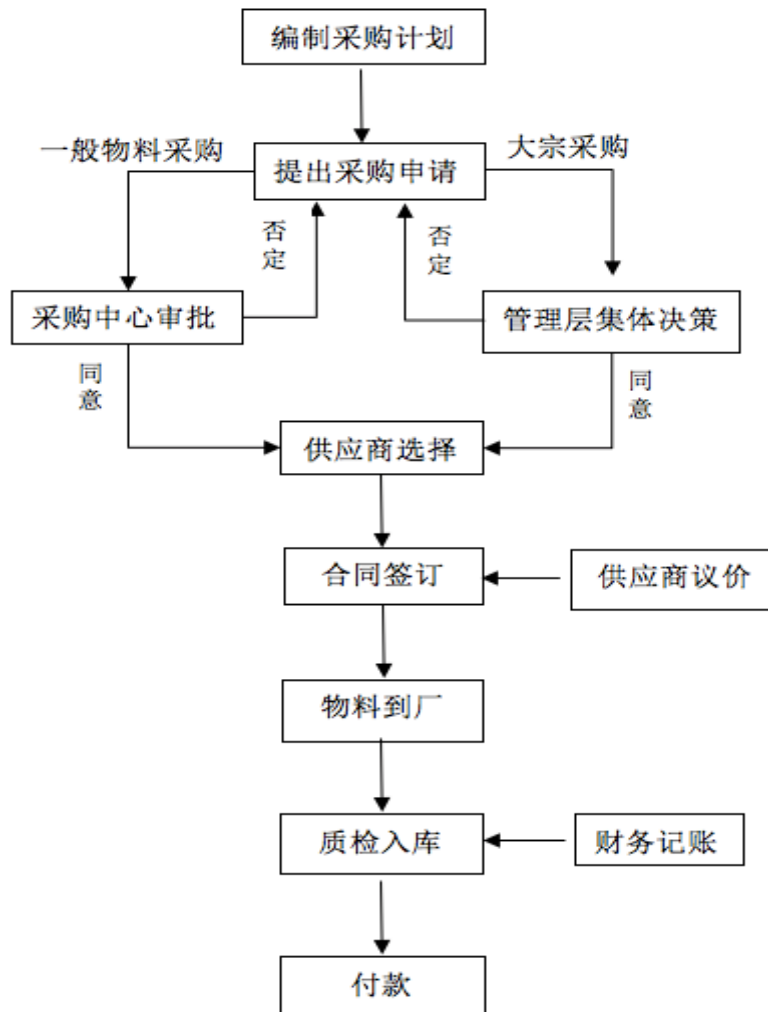 编制采购计划
一般物料采购
大宗采购
提出采购申请
否定
否定
采购中心审批
管理层集体决策
同意
同意
供应商选择
合同签订
供应商议价
物料到厂
质检入库
财务记账
付款